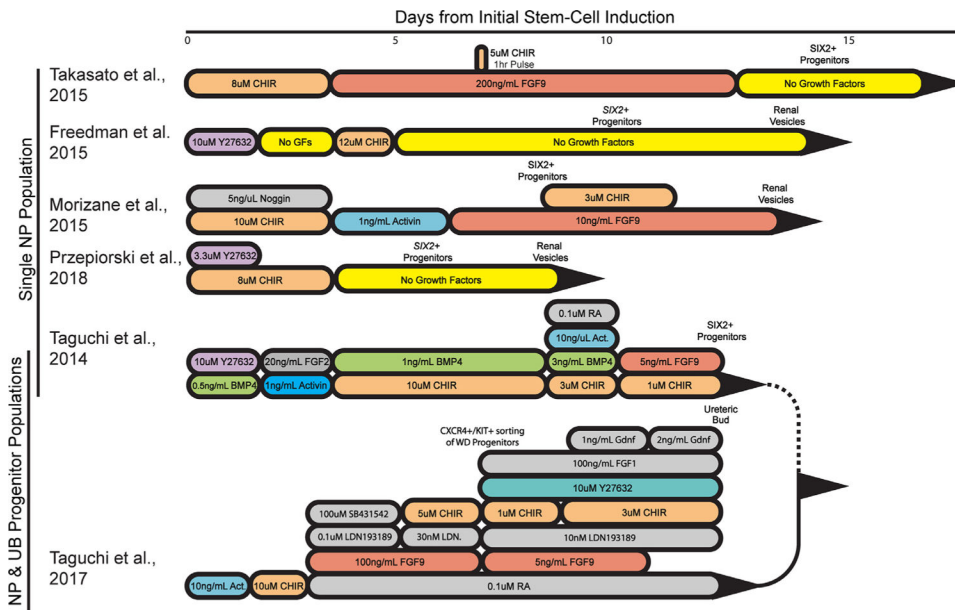 Days from Initial Stem-Cell Induction
0 5 10 15
Single NP Population
NP & UB Progenitor Populations
Takasato et al.,
2015
5uM CHIR
1hr Pulse
SIX2+
Progenitors
8uM CHIR
200ng/mL FGF9
No Growth Factors
Freedman et al.
2015
SIX2+
Progenitors
Renal
Vesicles
10uM Y27632
No GFs
12uM CHIR
No Growth Factors
Morizane et al.,
2015
SIX2+
Progenitors
Renal
Vesicles
5ng/uL Noggin
3uM CHIR
10uM CHIR
1ng/mL Activin
10ng/mL FGF9
Przepiorski et al.,
2018
SIX2+
Progenitors
Renal
Vesicles
3.3uM Y27632
8uM CHIR
No Growth Factors
Taguchi et al.,
2014
0.1uM RA
10ng/uL Act.
SIX2+
Progenitors
10uM Y27632
20ng/mL FGF2
1ng/mL BMP4
3ng/mL BMP4
5ng/mL FGF9
0.5ng/mL BMP4
1ng/mL Activin
10uM CHIR
3uM CHIR
1uM CHIR
Taguchi et al.,
2017
CXCR4+/KIT+ sorting
of WD Progenitors
Ureteric
Bud
1ng/mL Gdnf
2ng/mL Gdnf
100ng/mL FGF1
10uM Y27632
100uM SB431542
5uM CHIR
1uM CHIR
3uM CHIR
0.1uM LDN193189
30nM LDN.
10nM LDN193189
100ng/mL FGF9
5ng/mL FGF9
10ng/mL Act.
10uM CHIR
0.1uM RA